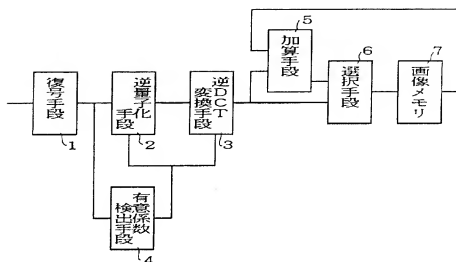 復号手段
1
逆量子化
手段
2
逆DCT
変換手段
3
有意係数
検出手段
4
加算手段
5
選択手段
6
画像メモリ
7